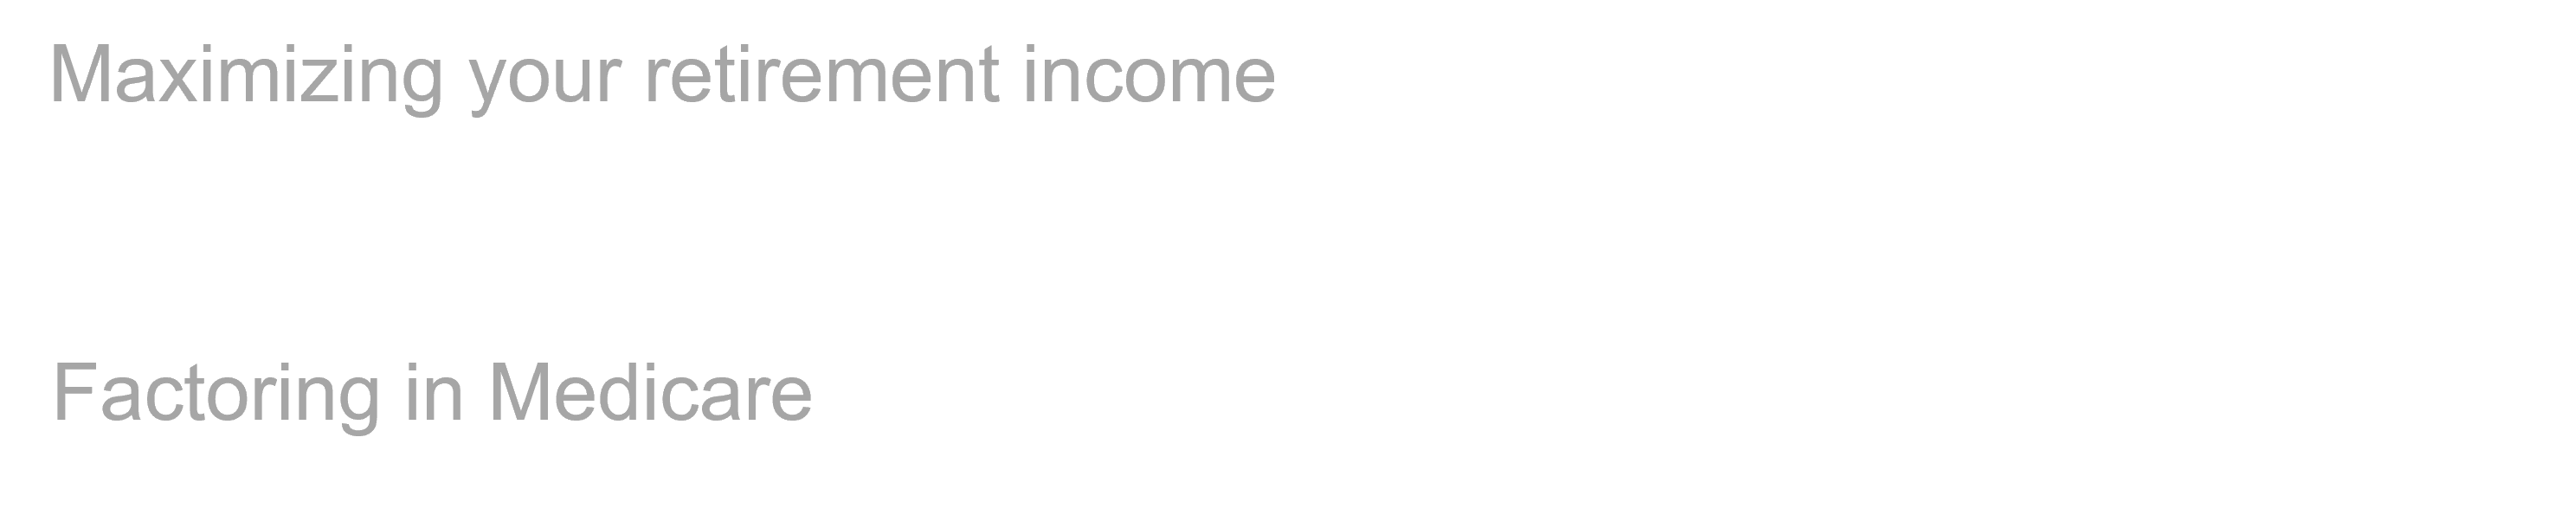 Maximizing your retirement income
Factoring in Medicare